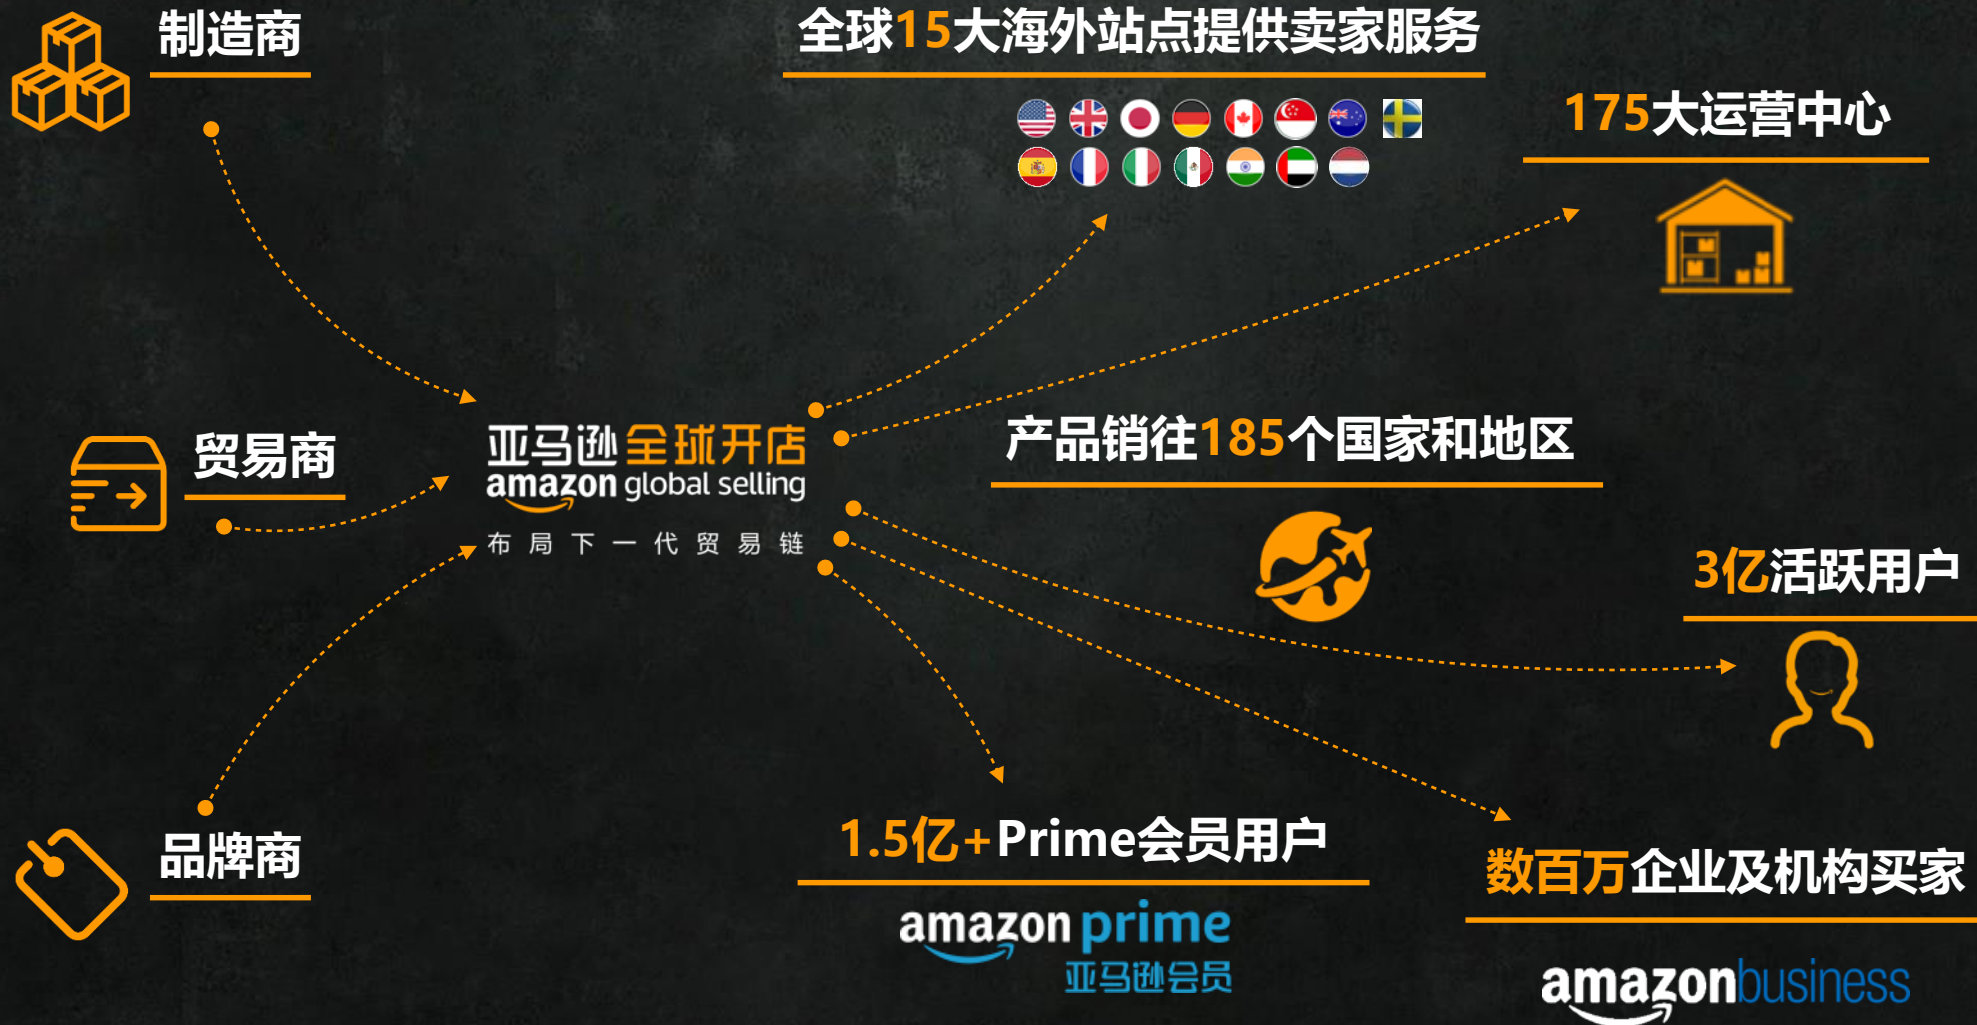 制造商
全球15大海外站点提供卖家服务
175大运营中心
贸易商
亚马逊全球开店
amazon global selling
布局下一代贸易链
产品销往185个国家和地区
3亿活跃用户
品牌商
1.5亿+Prime会员用户
amazon prime
亚马逊会员
数百万企业及机构买家
amazonbusiness